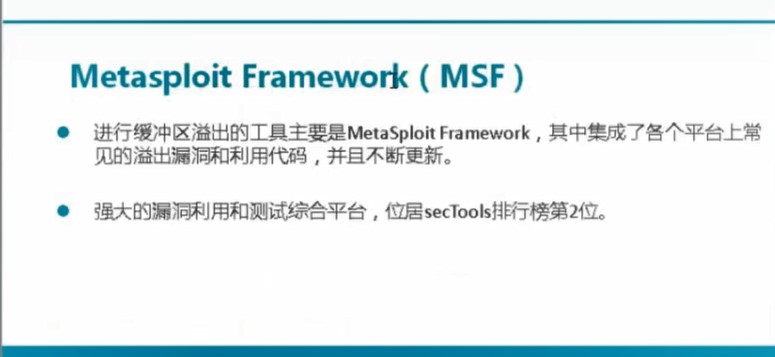 Metasploit Framework（MSF）
进行缓冲区溢出的工具主要是MetaSploit Framework，其中集成了各个平台上常
见的溢出漏洞和利用代码，并且不断更新。
强大的漏洞利用和测试综合平台，位居secTools排行榜第2位。